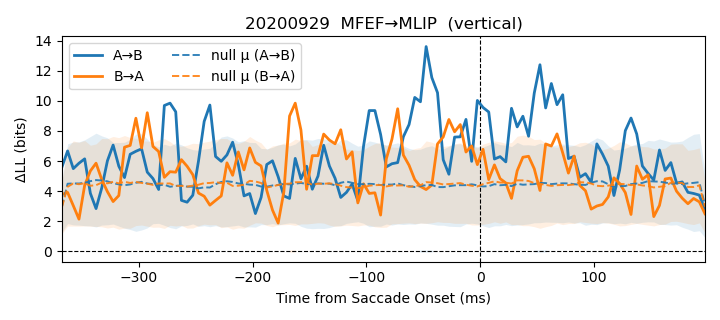 20200929  MFEF→MLIP  (vertical)
ΔLL (bits)
14
12
10
8
6
4
2
0
A→B
B→A
null μ (A→B)
null μ (B→A)
−300
−200
−100
0
100
Time from Saccade Onset (ms)